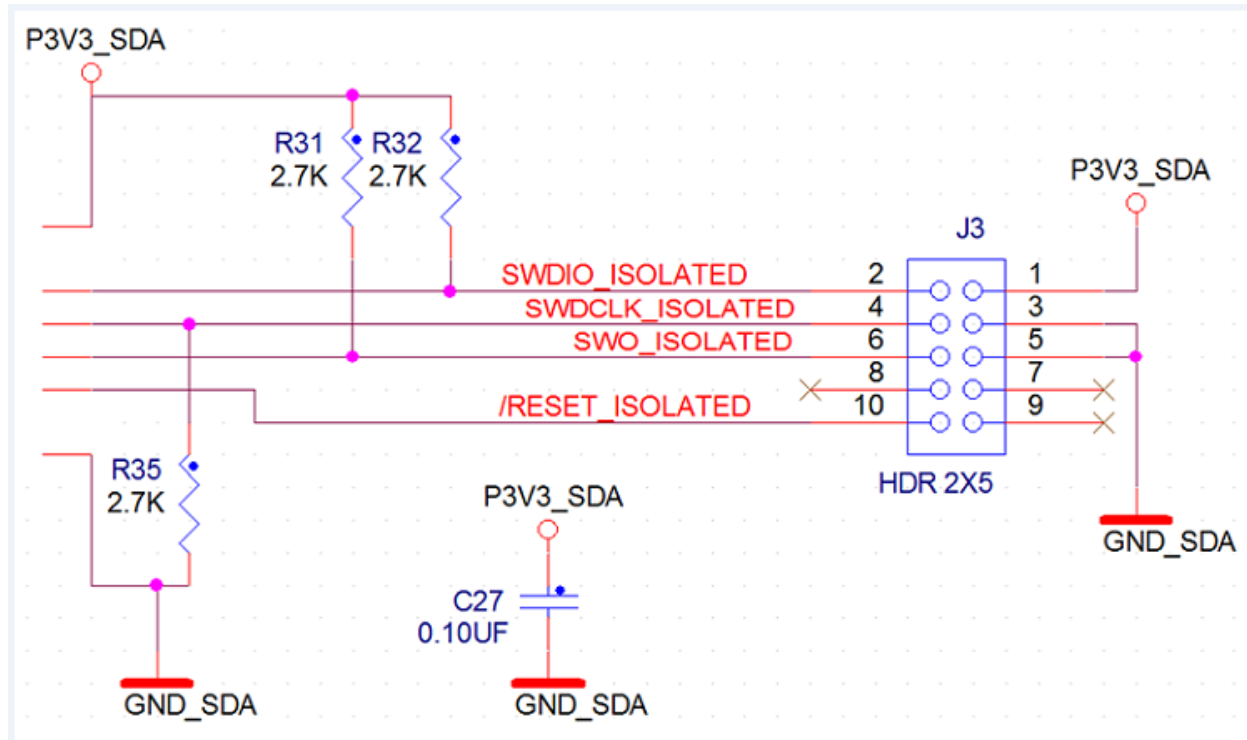 P3V3_SDA
R31
2.7K
R32
2.7K
P3V3_SDA
J3
SWDIO_ISOLATED
2
1
SWDCLK_ISOLATED
4
3
SWO_ISOLATED
6
5
8
7
/RESET_ISOLATED
10
9
R35
2.7K
HDR 2X5
P3V3_SDA
GND_SDA
C27
0.10UF
GND_SDA
GND_SDA